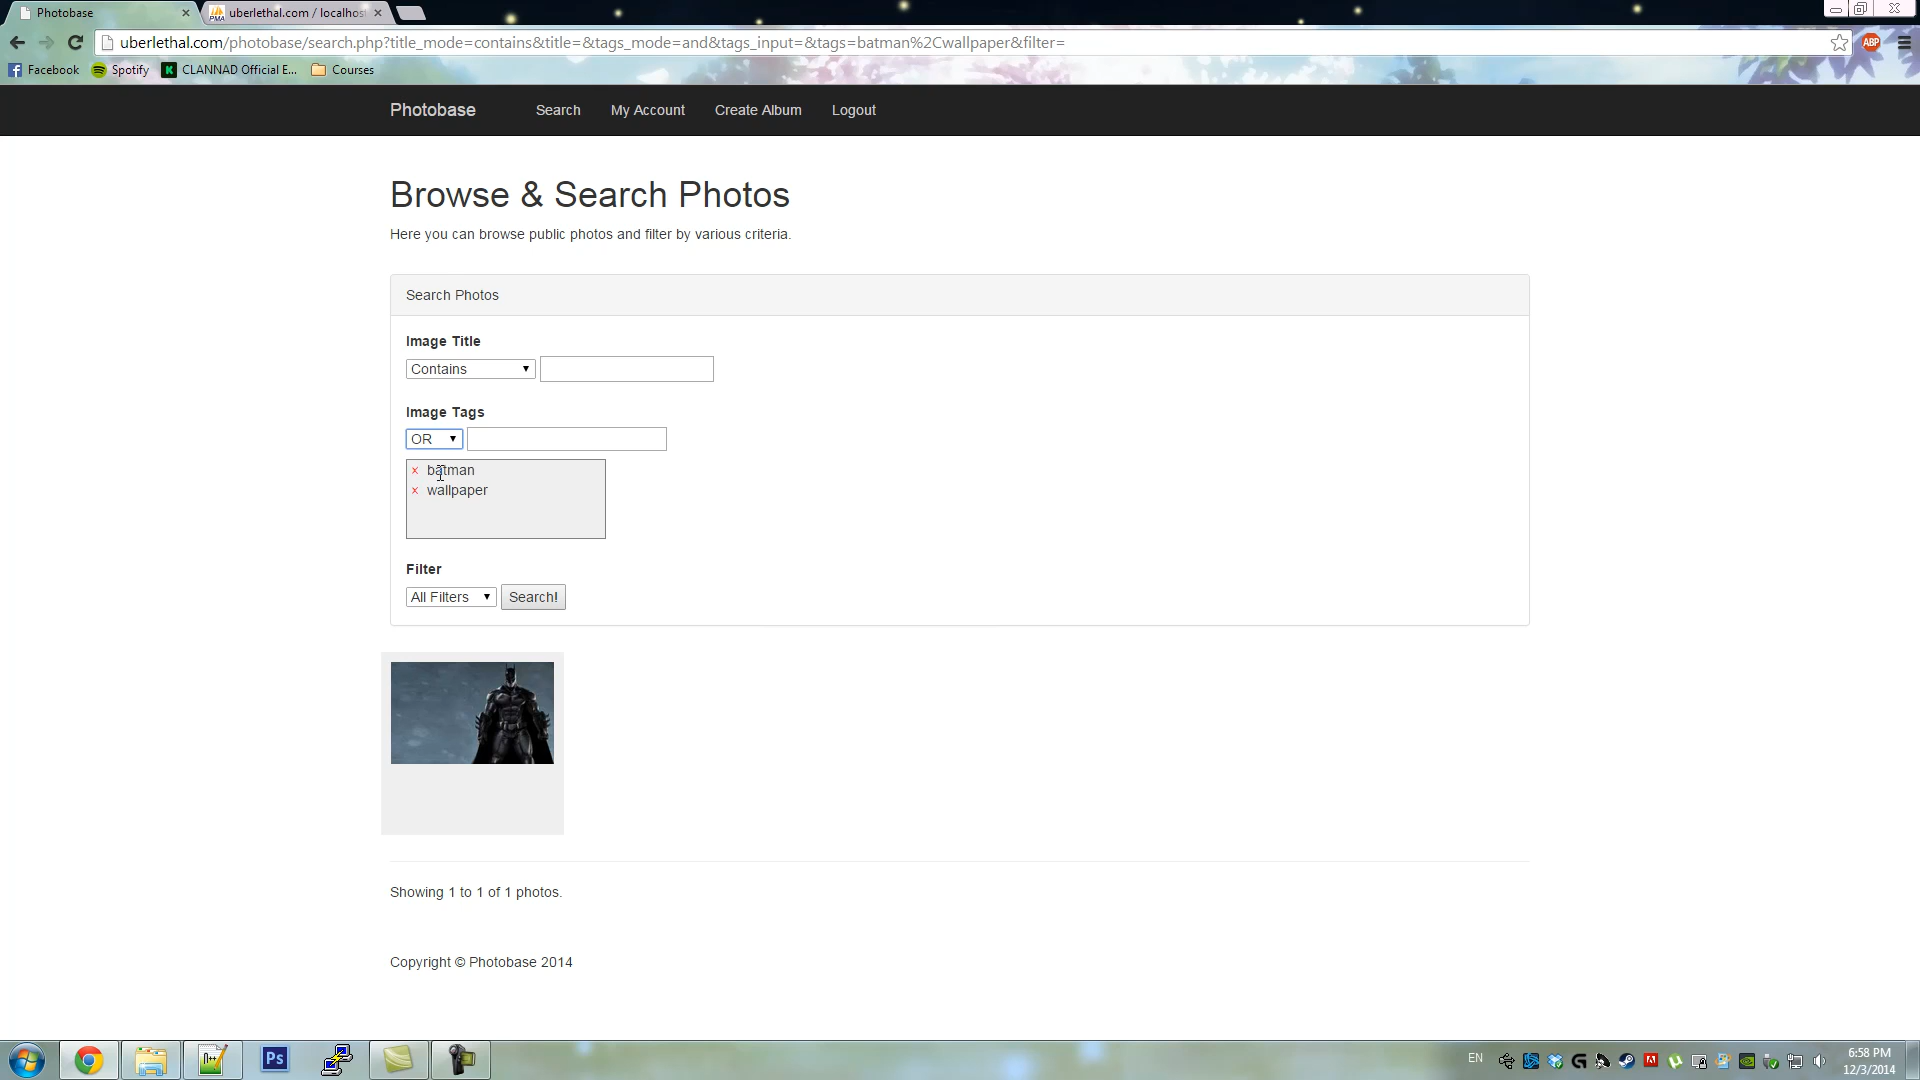 Photobase
uberlethal.com / localhos
uberlethal.com/photobase/search.php?title_mode=contains&title=&tags_mode=and&tags_input=&tags=batman%2Cwallpaper&filter=
ABP
Facebook Spotify CLANNAD Official E... Courses
Photobase Search My Account Create Album Logout
Browse & Search Photos
Here you can browse public photos and filter by various criteria.
Search Photos
Image Title
Contains
Image Tags
OR
x batman
x wallpaper
Filter
All Filters Search!
Showing 1 to 1 of 1 photos.
Copyright © Photobase 2014
Ps
EN
6:58 PM
12/3/2014